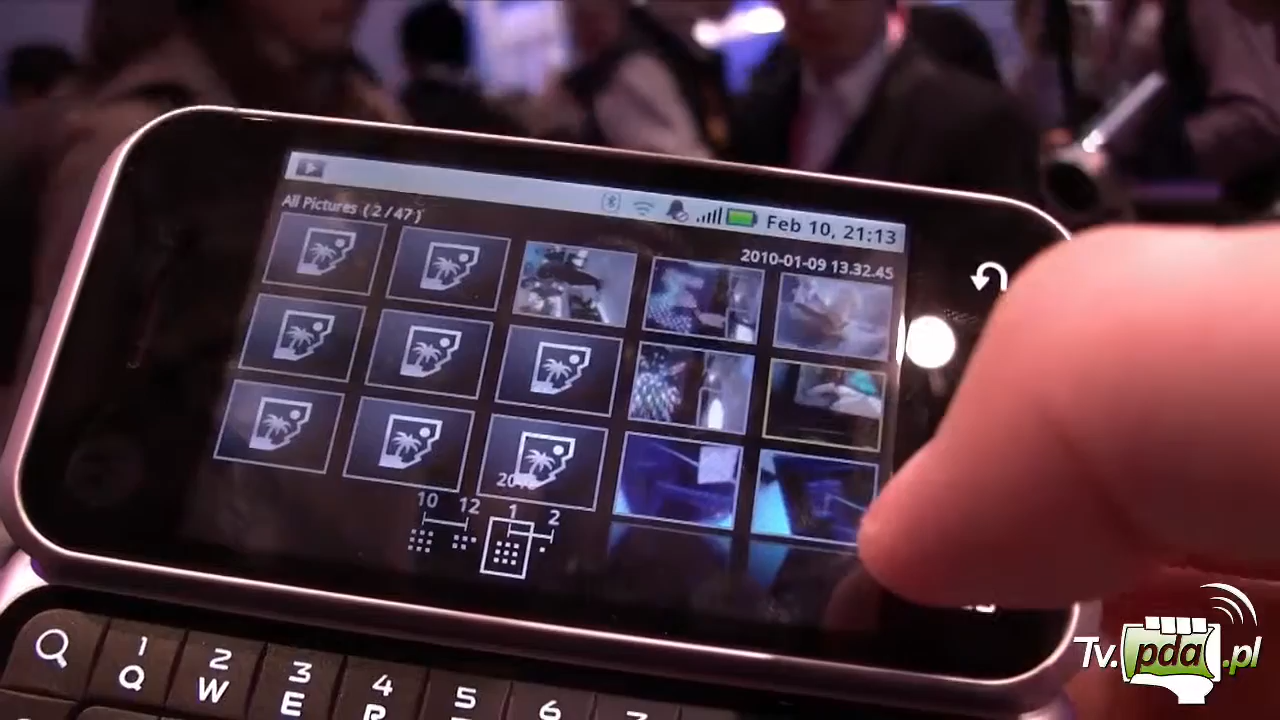 Feb 10, 21:13
All Pictures ( 2 / 47 )
2010-01-09 13.32.45
10 12 1 2
1 2 3 4 5 6
Q W E R
Tv.pda.pl